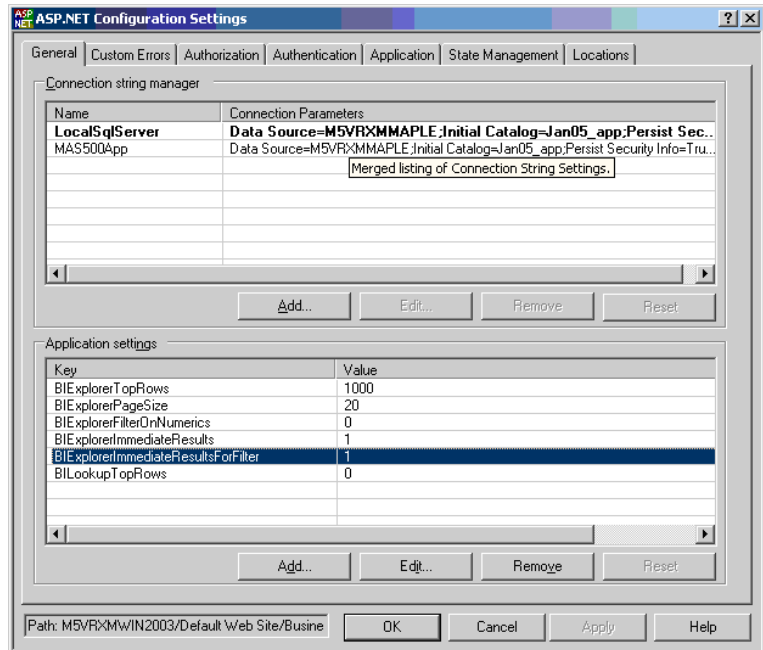 ASP.NET Configuration Settings
General Custom Errors Authorization Authentication Application State Management Locations
Connection string manager
Name Connection Parameters
LocalSqlServer Data Source=M5VRXMMAPLE;Initial Catalog=Jan05_app;Persist Sec..
MAS500App Data Source=M5VRXMMAPLE;Initial Catalog=Jan05_app;Persist Security Info=Tru...
Merged listing of Connection String Settings.
Add... Edit... Remove Reset
Application settings
Key Value
BIExplorerTopRows 1000
BIExplorerPageSize 20
BIExplorerFilterOnNumerics 0
BIExplorerImmediateResults 1
BIExplorerImmediateResultsForFilter 1
BILookupTopRows 0
Add... Edit... Remove Reset
Path: M5VRXMWIN2003/Default Web Site/Busine OK Cancel Apply Help